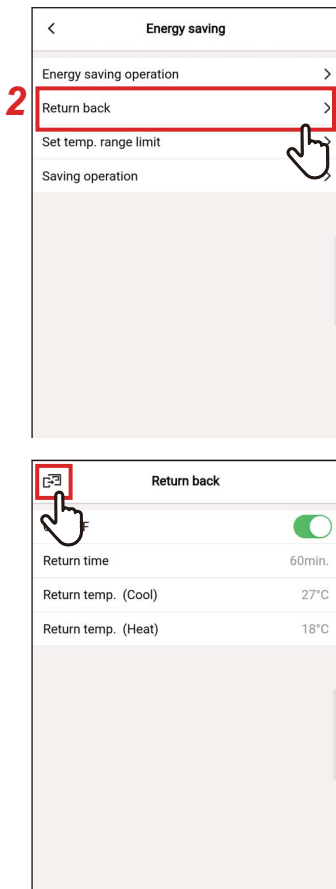 Energy saving
Energy saving operation
2
Return back
Set temp. range limit
Saving operation
Return back
Return time 60min.
Return temp. (Cool) 27°C
Return temp. (Heat) 18°C